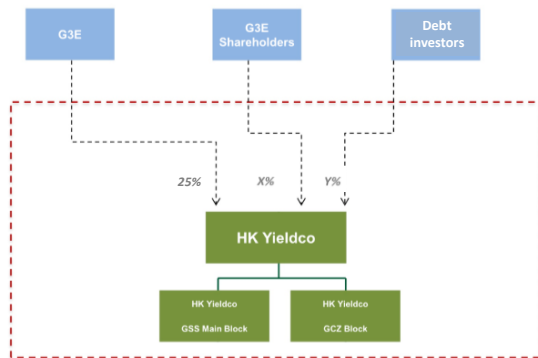 G3E
G3E
Shareholders
Debt
investors
25%
X%
Y%
HK Yieldco
HK Yieldco
GSS Main Block
HK Yieldco
GCZ Block